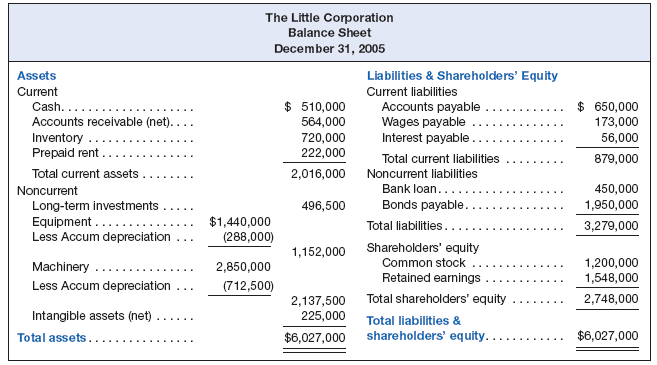 The Little Corporation
Balance Sheet
December 31, 2005
Assets
Current
Cash. . . . . . . . . . . . . . . . . . . . $ 510,000
Accounts receivable (net). . . . 564,000
Inventory . . . . . . . . . . . . . . . . 720,000
Prepaid rent . . . . . . . . . . . . . . 222,000
Total current assets . . . . . . . . 2,016,000
Noncurrent
Long-term investments . . . . . 496,500
Equipment . . . . . . . . . . . . . . . $1,440,000
Less Accum depreciation . . . (288,000)
1,152,000
Machinery . . . . . . . . . . . . . . . 2,850,000
Less Accum depreciation . . . (712,500)
2,137,500
Intangible assets (net) . . . . . . 225,000
Total assets . . . . . . . . . . . . . . . . $6,027,000
Liabilities & Shareholders' Equity
Current liabilities
Accounts payable . . . . . . . . . . . . $ 650,000
Wages payable . . . . . . . . . . . . . . 173,000
Interest payable . . . . . . . . . . . . . . 56,000
Total current liabilities . . . . . . . . . 879,000
Noncurrent liabilities
Bank loan . . . . . . . . . . . . . . . . . . . 450,000
Bonds payable . . . . . . . . . . . . . . . 1,950,000
Total liabilities . . . . . . . . . . . . . . . . . . 3,279,000
Shareholders' equity
Common stock . . . . . . . . . . . . . . 1,200,000
Retained earnings . . . . . . . . . . . . 1,548,000
Total shareholders' equity . . . . . . . . 2,748,000
Total liabilities &
shareholders' equity. . . . . . . . . . . . $6,027,000